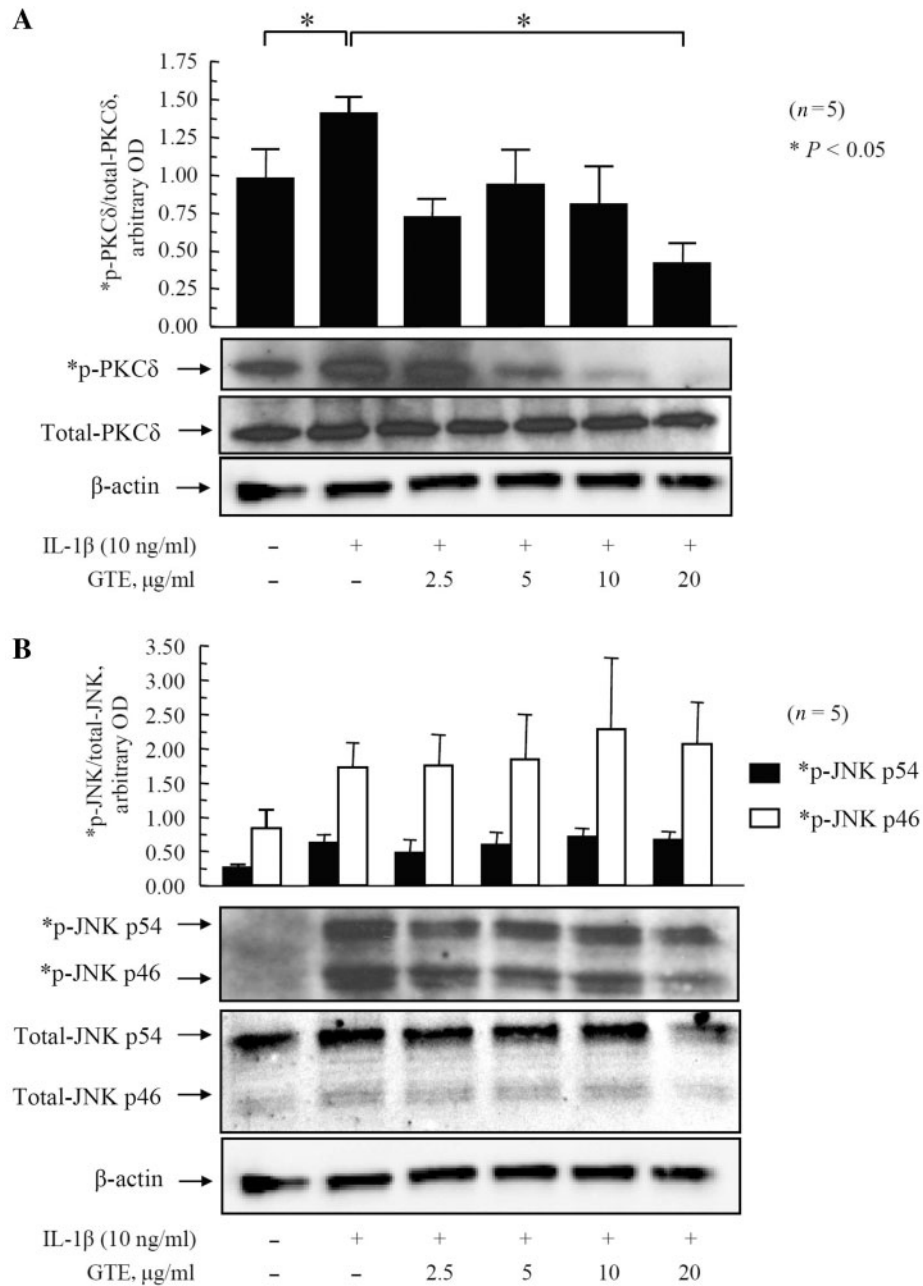 A
* *
*p-PKCδ/total-PKCδ,
arbitrary OD
1.75
1.50
1.25
1.00
0.75
0.50
0.25
0.00
(n=5)
* P < 0.05
*p-PKCδ
Total-PKCδ
β-actin
IL-1β (10 ng/ml) – + + + + +
GTE, μg/ml – – 2.5 5 10 20
B
*p-JNK/total-JNK,
arbitrary OD
3.50
3.00
2.50
2.00
1.50
1.00
0.50
0.00
(n = 5)
*p-JNK p54
*p-JNK p46
*p-JNK p54
*p-JNK p46
Total-JNK p54
Total-JNK p46
β-actin
IL-1β (10 ng/ml) – + + + + +
GTE, μg/ml – – 2.5 5 10 20